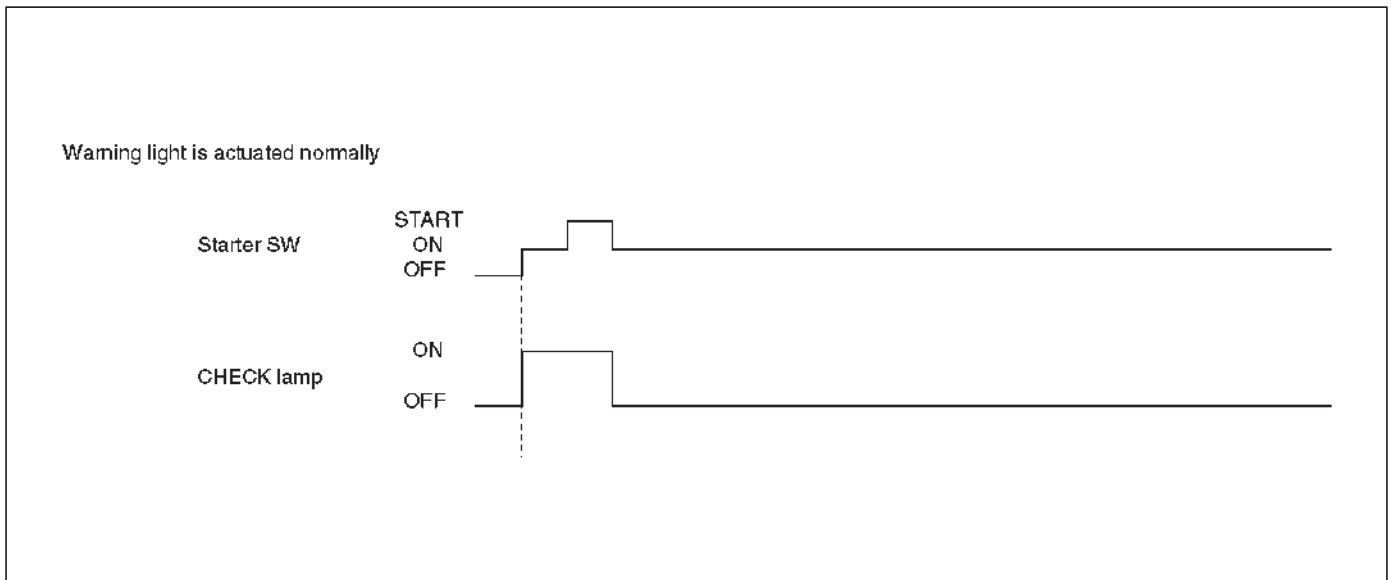 Warning light is actuated normally
START
Starter SW
ON
OFF
ON
CHECK lamp
OFF